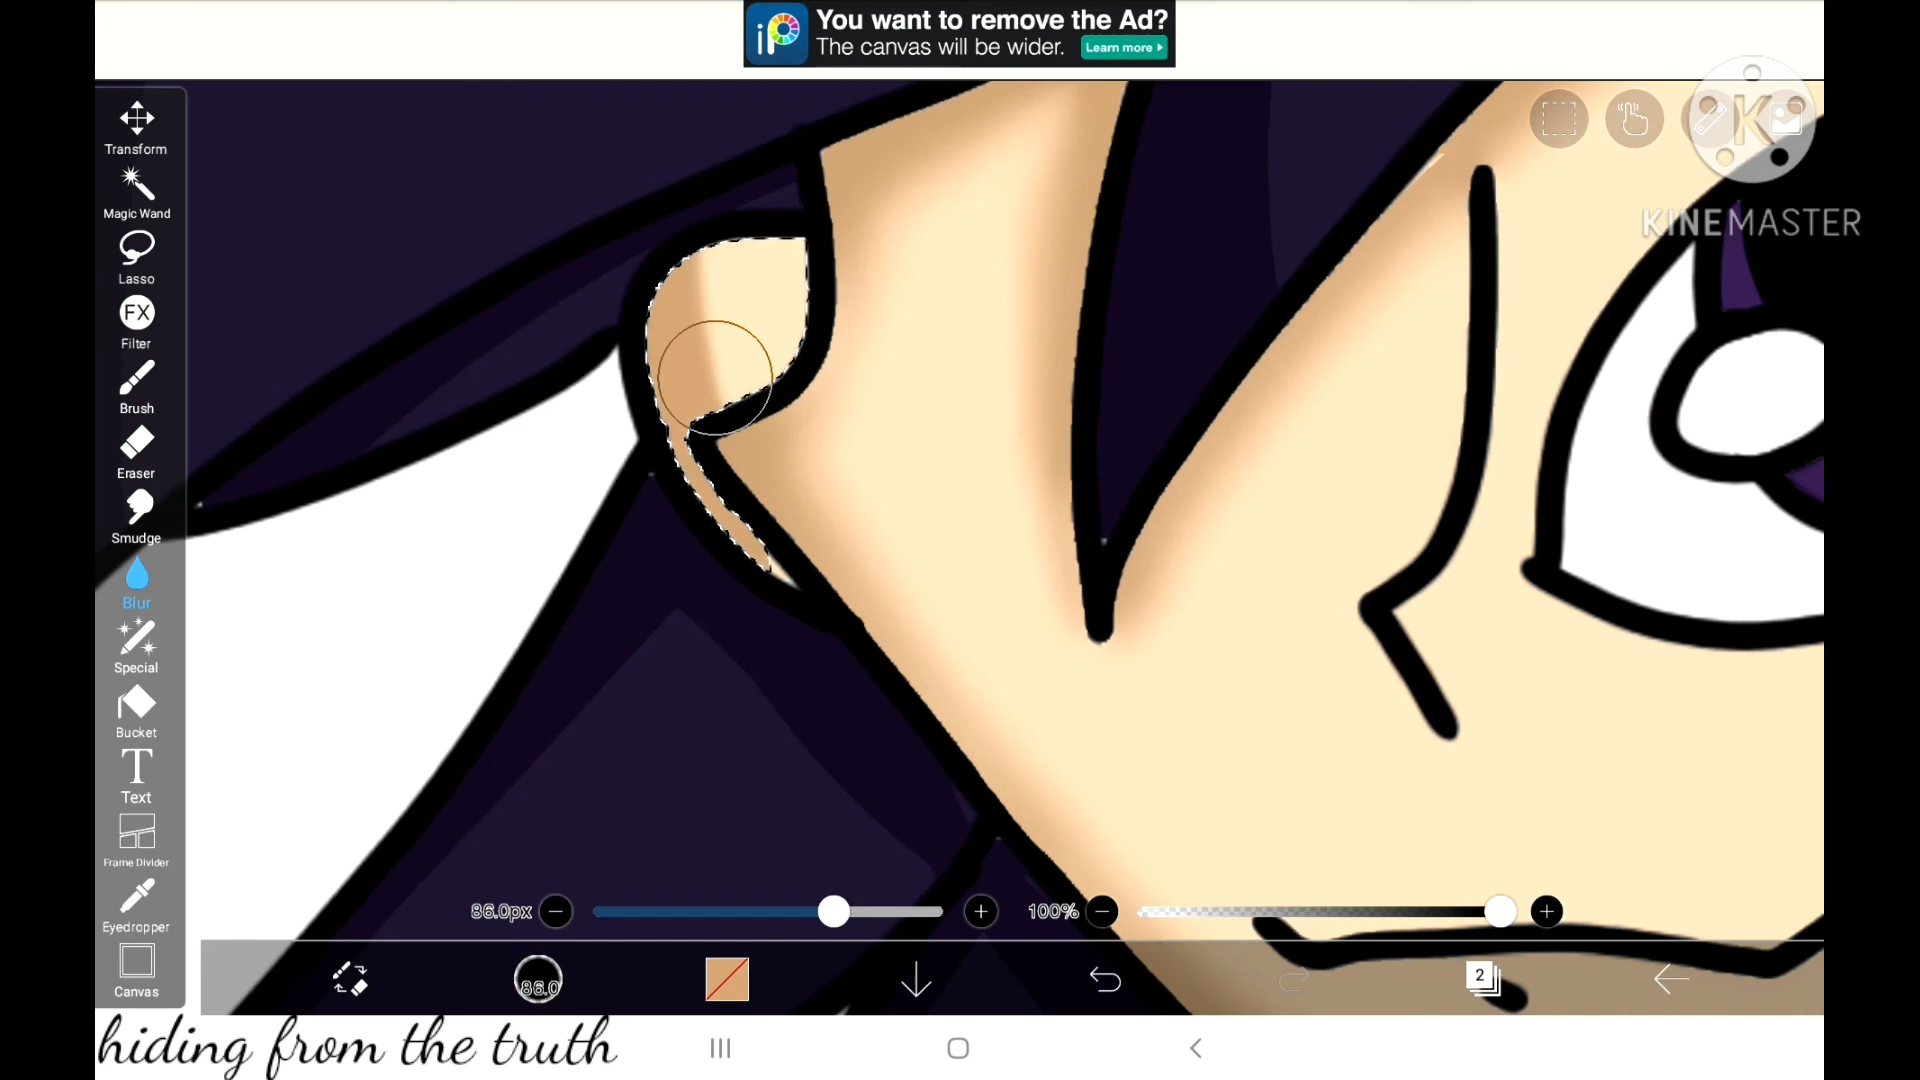 You want to remove the Ad?
The canvas will be wider.
Learn more
iP
K
KINEMASTER
Transform
Magic Wand
Lasso
FX
Filter
Brush
Eraser
Smudge
Blur
Special
Bucket
T
Text
Frame Divider
Eyedropper
Canvas
86.0px
100%
86.0
2
hiding from the truth